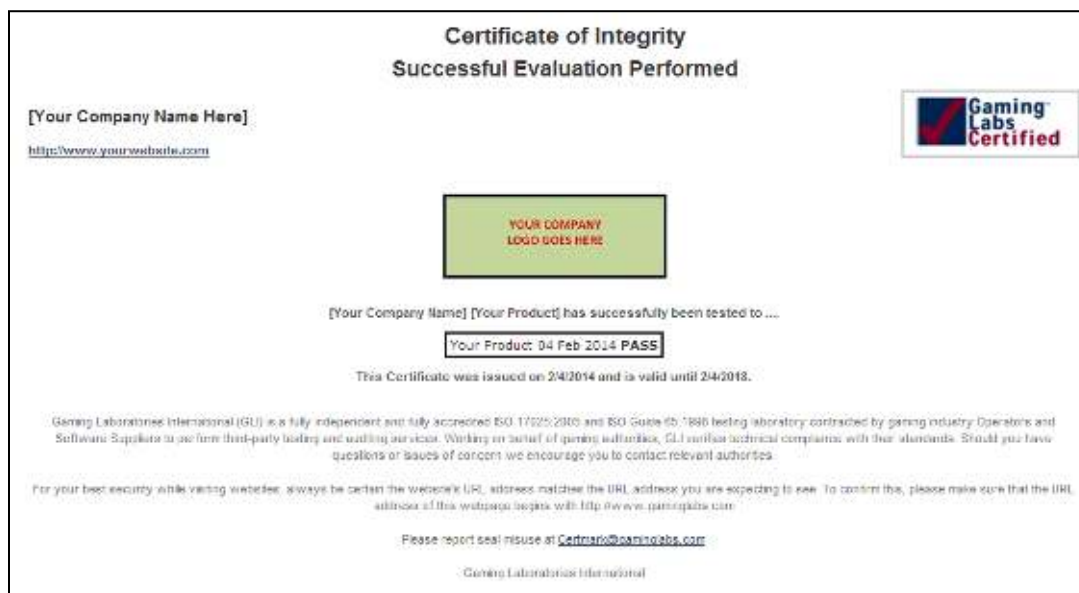 Certificate of Integrity
Successful Evaluation Performed
[Your Company Name Here]
http://www.yourwebsite.com
Gaming
Labs
Certified
YOUR COMPANY
LOGO GOES HERE
[Your Company Name] [Your Product] has successfully been tested to ....
Your Product 04 Feb 2014 PASS
This Certificate was issued on 2/4/2014 and is valid until 2/4/2018.
Gaming Laboratories International (GLI) is a fully independent and fully accredited ISO 17025:2005 and ISO Guide 65:1996 testing laboratory contracted by gaming industry Operators and
Software Suppliers to perform third-party testing and auditing services. Working on behalf of gaming authorities, GLI verifies technical compliance with their standards. Should you have
questions or issues of concern we encourage you to contact relevant authorities.
For your best security while visiting websites, always be certain the website's URL address matches the URL address you are expecting to see. To confirm this, please make sure that the URL
address of this webpage begins with http://www.gaminglabs.com
Please report seal misuse at Certmark@gaminglabs.com
Gaming Laboratories International